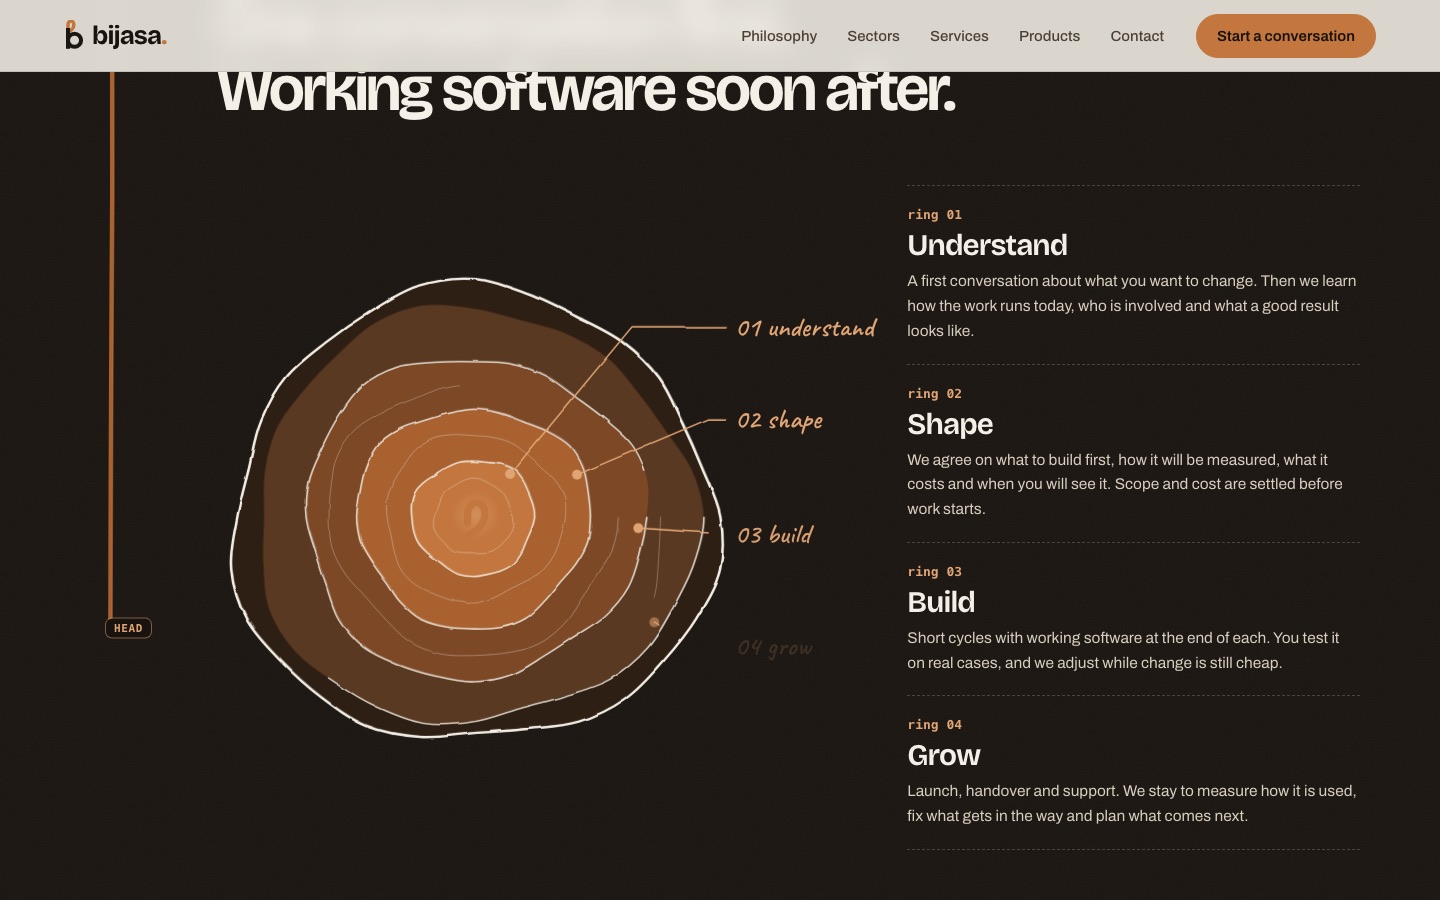 bijasa.
Philosophy
Sectors
Services
Products
Contact
Start a conversation
Working software soon after.
HEAD
01 understand
02 shape
03 build
04 grow
ring 01
Understand
A first conversation about what you want to change. Then we learn
how the work runs today, who is involved and what a good result
looks like.
ring 02
Shape
We agree on what to build first, how it will be measured, what it
costs and when you will see it. Scope and cost are settled before
work starts.
ring 03
Build
Short cycles with working software at the end of each. You test it
on real cases, and we adjust while change is still cheap.
ring 04
Grow
Launch, handover and support. We stay to measure how it is used,
fix what gets in the way and plan what comes next.